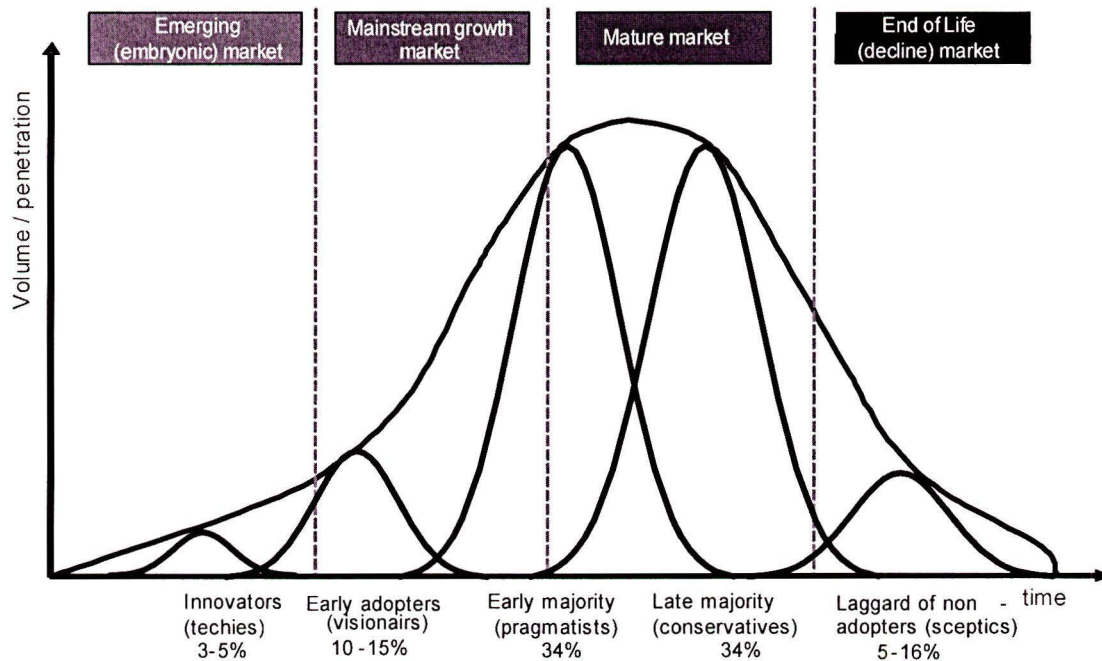 Emerging
(embryonic) market
Mainstream growth
market
Mature market
End of Life
(decline) market
Volume / penetration
time
Innovators
(techies)
3-5%
Early adopters
(visionairs)
10-15%
Early majority
(pragmatists)
34%
Late majority
(conservatives)
34%
Laggard of non -
adopters (sceptics)
5-16%